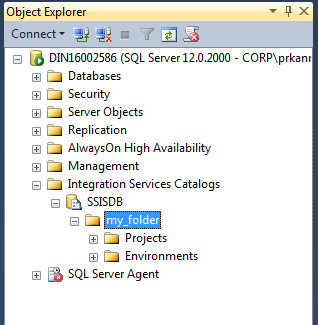 Object Explorer
Connect
DIN16002586 (SQL Server 12.0.2000 - CORP\prkanr
Databases
Security
Server Objects
Replication
AlwaysOn High Availability
Management
Integration Services Catalogs
SSISDB
my_folder
Projects
Environments
SQL Server Agent